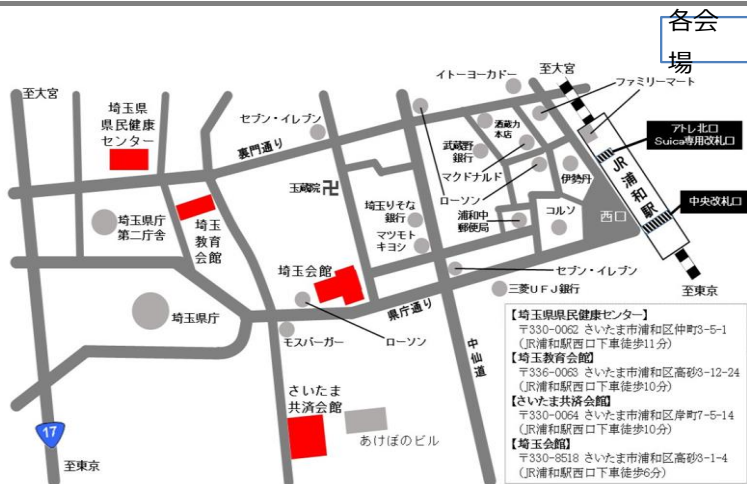 各会
場
至大宮
埼玉県
県民健康
センター
セブン・イレブン
イトーヨーカドー
至大宮
ファミリーマート
酒蔵力
本店
武蔵野
銀行
マクドナルド
ローソン
伊勢丹
アトレ北口
Suica専用改札口
JR浦和駅
中央改札口
裏門通り
玉蔵院
卍
埼玉りそな
銀行
マツモト
キヨシ
浦和中
郵便局
コルソ
西口
埼玉県庁
第二庁舎
埼玉
教育
会館
埼玉会館
セブン・イレブン
三菱UFJ銀行
至東京
埼玉県庁
県庁通り
モスバーガー
ローソン
中仙道
さいたま
共済会館
あけぼのビル
17
至東京
【埼玉県県民健康センター】
〒330-0062 さいたま市浦和区仲町3-5-1
(JR浦和駅西口下車徒歩11分)
【埼玉教育会館】
〒336-0063 さいたま市浦和区高砂3-12-24
(JR浦和駅西口下車徒歩10分)
【さいたま共済会館】
〒330-0064 さいたま市浦和区岸町7-5-14
(JR浦和駅西口下車徒歩10分)
【埼玉会館】
〒330-8518 さいたま市浦和区高砂3-1-4
(JR浦和駅西口下車徒歩6分)